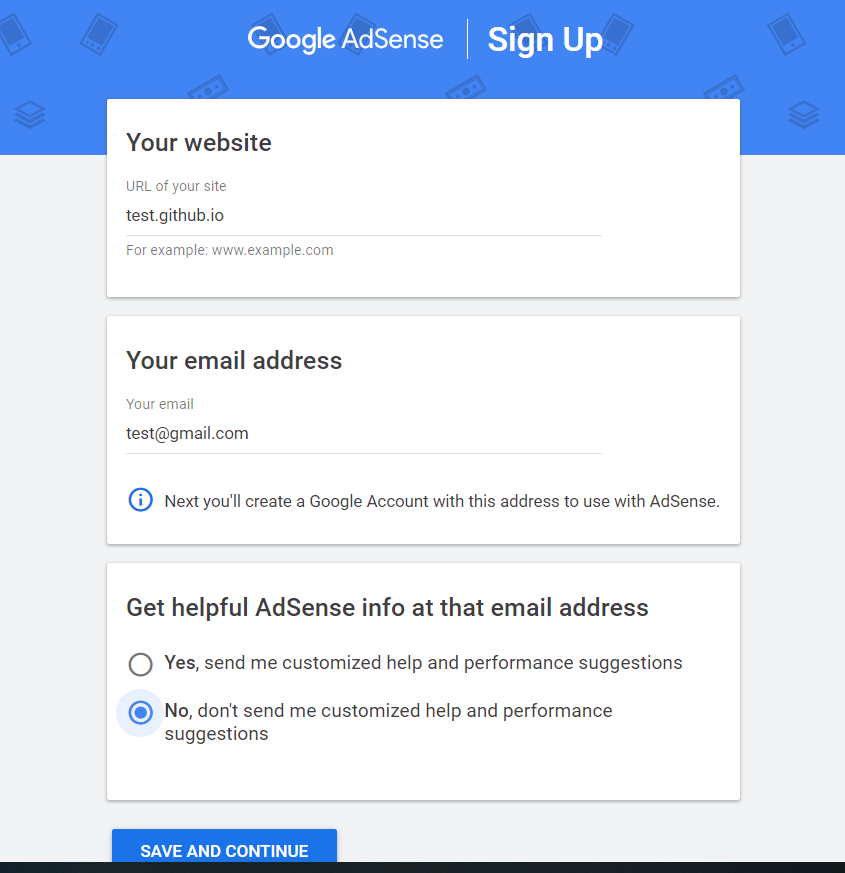 Google AdSense Sign Up
Your website
URL of your site
test.github.io
For example: www.example.com
Your email address
Your email
test@gmail.com
Next you'll create a Google Account with this address to use with AdSense.
Get helpful AdSense info at that email address
Yes, send me customized help and performance suggestions
No, don't send me customized help and performance
suggestions
SAVE AND CONTINUE